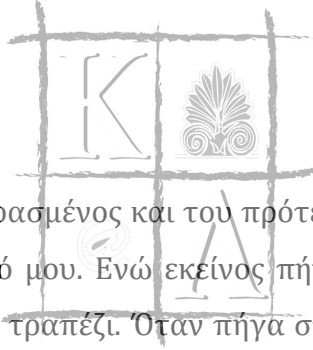 Κ
@ Λ
ρασμένος και του πρότε
ό μου. Ενώ εκείνος πήγ
τραπέζι. Όταν πήγα σ